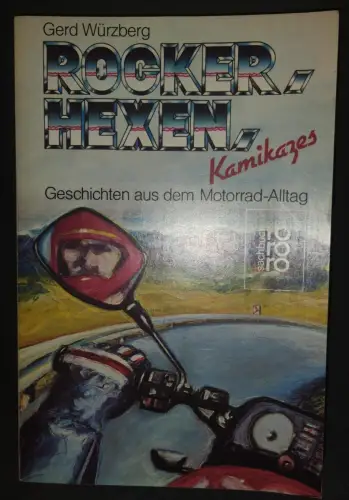 Gerd Würzberg
ROCKER,
HEXEN,
Kamikazes
Geschichten aus dem Motorrad-Alltag
sachbuch
rororo